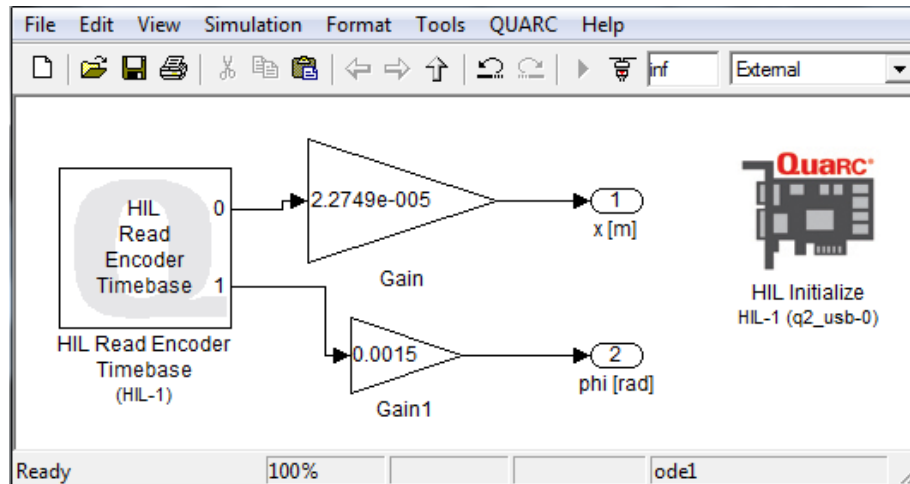 File Edit View Simulation Format Tools QUARC Help
inf External
HIL
Read
Encoder
Timebase
0
1
HIL Read Encoder
Timebase
(HIL-1)
2.2749e-005
Gain
0.0015
Gain1
1
x [m]
2
phi [rad]
QUARC®
HIL Initialize
HIL-1 (q2_usb-0)
Ready 100% ode1